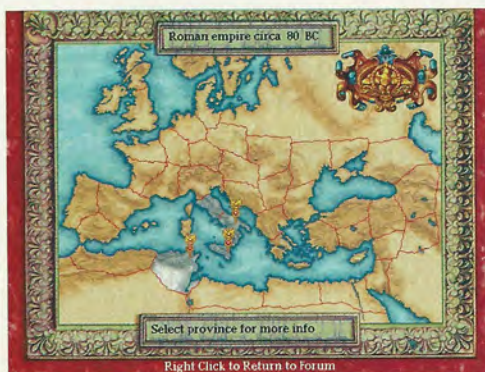 Roman empire circa 80 BC
Select province for more info
Right Click to Return to Forum